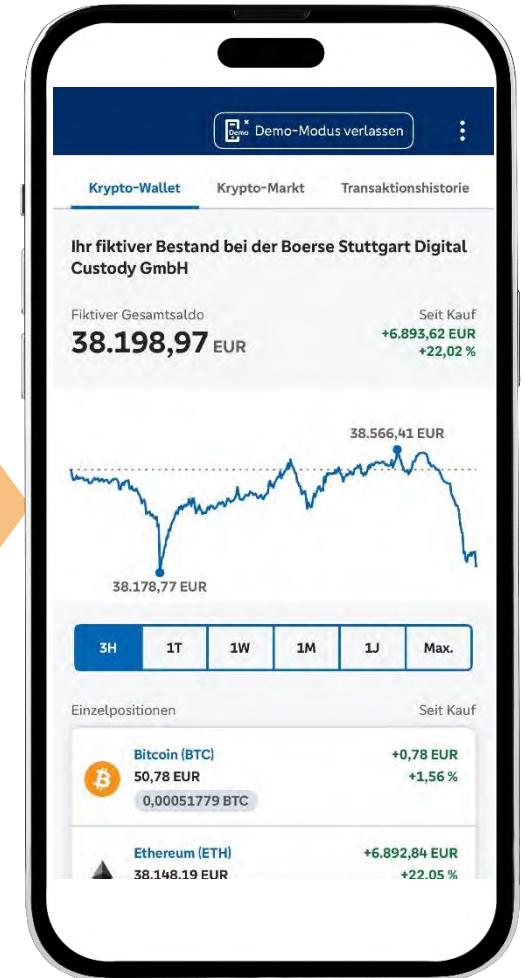 Demo Demo-Modus verlassen
Krypto-Wallet Krypto-Markt Transaktionshistorie
Ihr fiktiver Bestand bei der Boerse Stuttgart Digital
Custody GmbH
Fiktiver Gesamtsaldo Seit Kauf
38.198,97 EUR +6.893,62 EUR
+22,02 %
38.566,41 EUR
38.178,77 EUR
3H 1T 1W 1M 1J Max.
Einzelpositionen Seit Kauf
Bitcoin (BTC) +0,78 EUR
50,78 EUR +1,56 %
0,00051779 BTC
Ethereum (ETH) +6.892,84 EUR
38.148,19 EUR +22,05 %